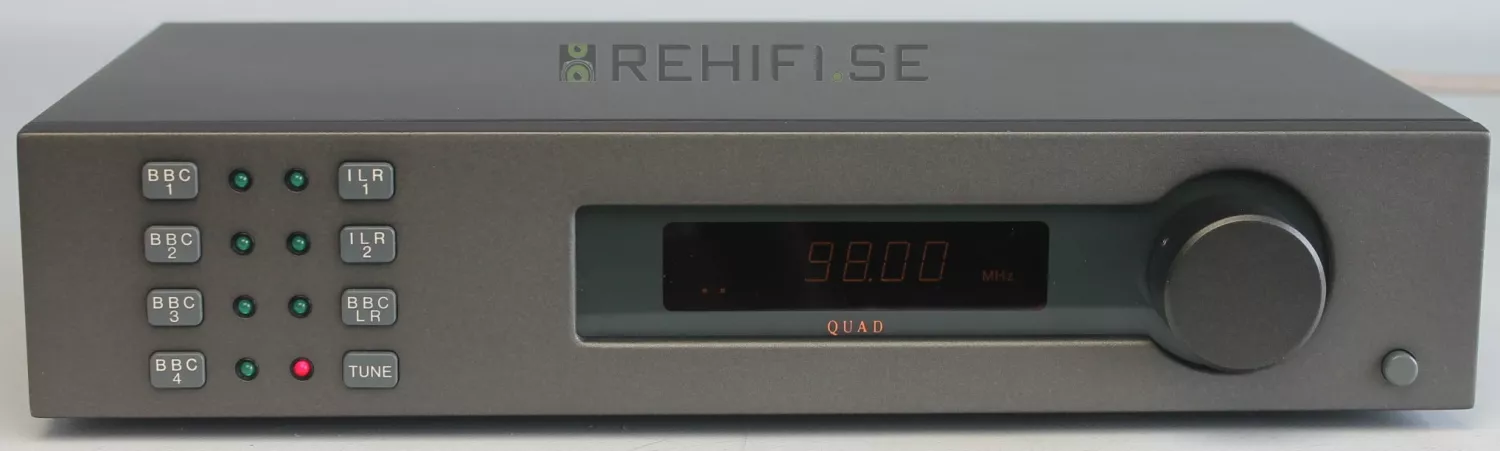 REHIFI.SE
BBC
1
ILR
1
BBC
2
ILR
2
BBC
3
BBC
LR
BBC
4
TUNE
98.00
MHz
QUAD